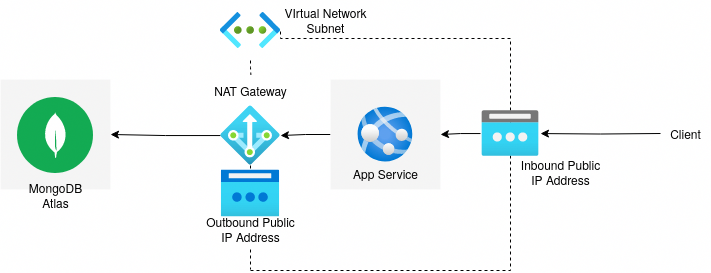 VIrtual Network
Subnet
NAT Gateway
Client
App Service
Inbound Public
IP Address
MongoDB
Atlas
Outbound Public
IP Address